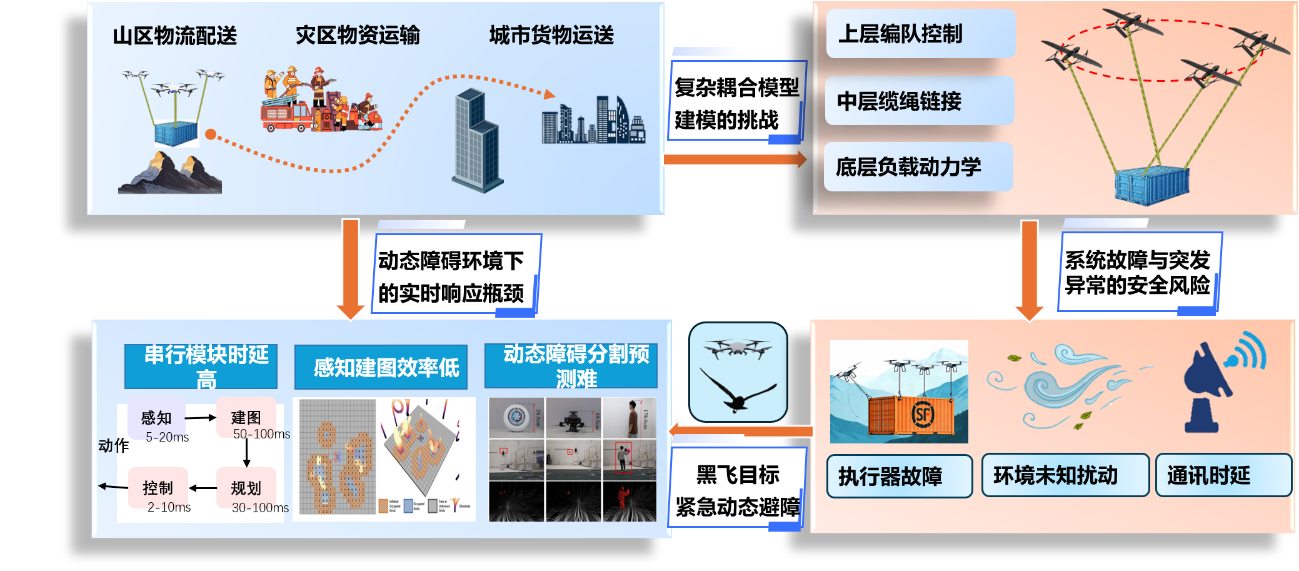 山区物流配送
灾区物资运输
城市货物运送
复杂耦合模型
建模的挑战
上层编队控制
中层缆绳链接
底层负载动力学
动态障碍环境下
的实时响应瓶颈
系统故障与突发
异常的安全风险
串行模块时延
高
感知建图效率低
动态障碍分割预
测难
感知
5-20ms
建图
50-100ms
动作
控制
2-10ms
规划
30-100ms
黑飞目标
紧急动态避障
SF
执行器故障
环境未知扰动
通讯时延